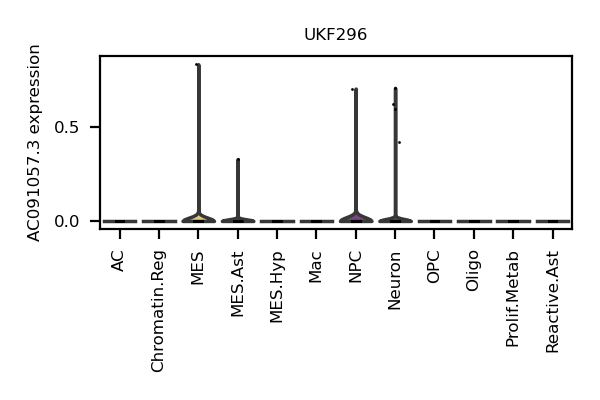 UKF296
AC091057.3 expression
0.5
0.0
AC
Chromatin.Reg
MES
MES.Ast
MES.Hyp
Mac
NPC
Neuron
OPC
Oligo
Prolif.Metab
Reactive.Ast